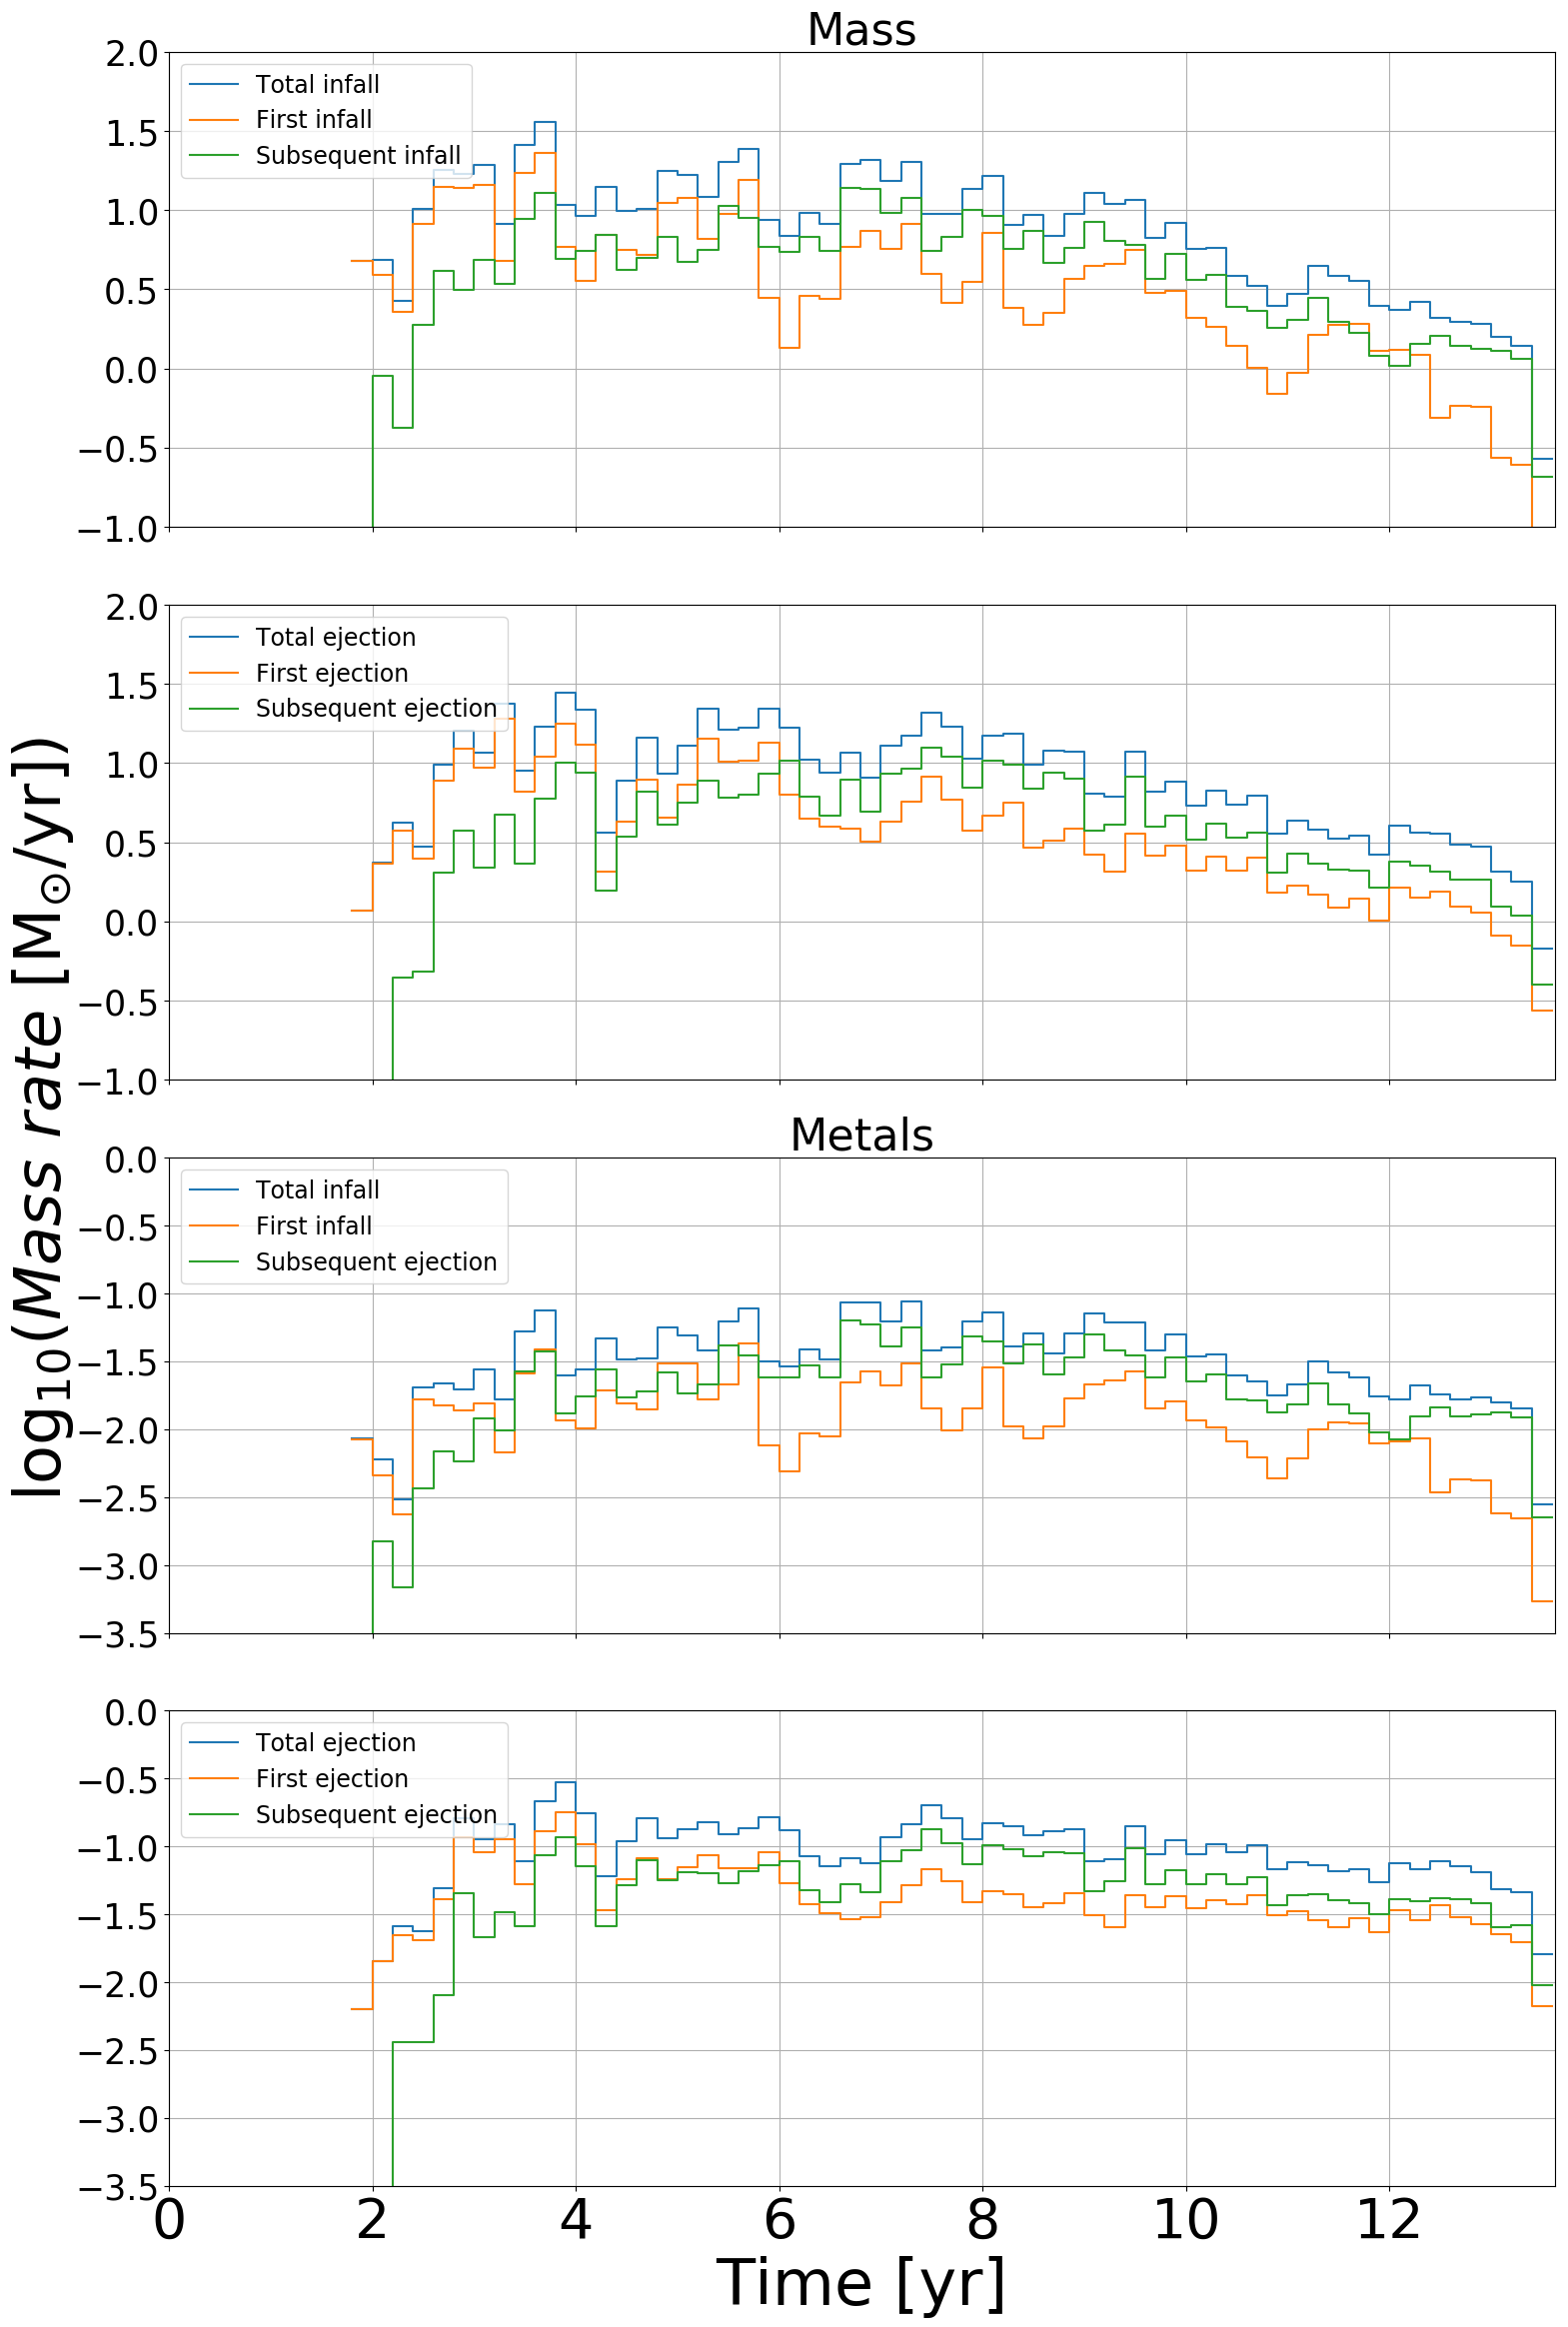 Mass
2.0
1.5
1.0
0.5
0.0
−0.5
−1.0
Total infall
First infall
Subsequent infall
2.0
1.5
1.0
0.5
0.0
−0.5
−1.0
Total ejection
First ejection
Subsequent ejection
log₁₀(Mass rate [M⊙/yr])
Metals
0.0
−0.5
−1.0
−1.5
−2.0
−2.5
−3.0
−3.5
Total infall
First infall
Subsequent ejection
0.0
−0.5
−1.0
−1.5
−2.0
−2.5
−3.0
−3.5
Total ejection
First ejection
Subsequent ejection
0 2 4 6 8 10 12
Time [yr]